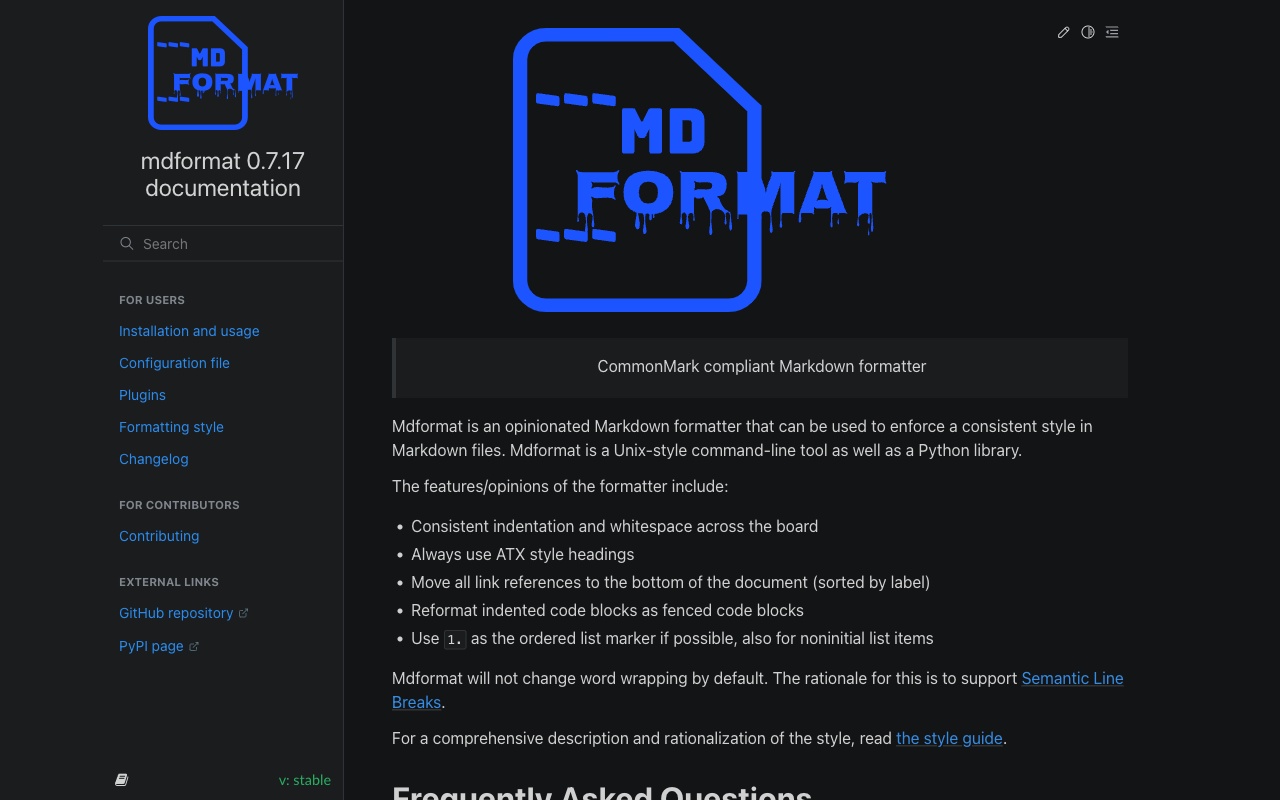 MD
FORMAT
mdformat 0.7.17
documentation
Search
FOR USERS
Installation and usage
Configuration file
Plugins
Formatting style
Changelog
FOR CONTRIBUTORS
Contributing
EXTERNAL LINKS
GitHub repository
PyPI page
v: stable
MD
FORMAT
CommonMark compliant Markdown formatter
Mdformat is an opinionated Markdown formatter that can be used to enforce a consistent style in
Markdown files. Mdformat is a Unix-style command-line tool as well as a Python library.
The features/opinions of the formatter include:
• Consistent indentation and whitespace across the board
• Always use ATX style headings
• Move all link references to the bottom of the document (sorted by label)
• Reformat indented code blocks as fenced code blocks
• Use 1. as the ordered list marker if possible, also for noninitial list items
Mdformat will not change word wrapping by default. The rationale for this is to support Semantic Line
Breaks.
For a comprehensive description and rationalization of the style, read the style guide.
Frequently Asked Questions